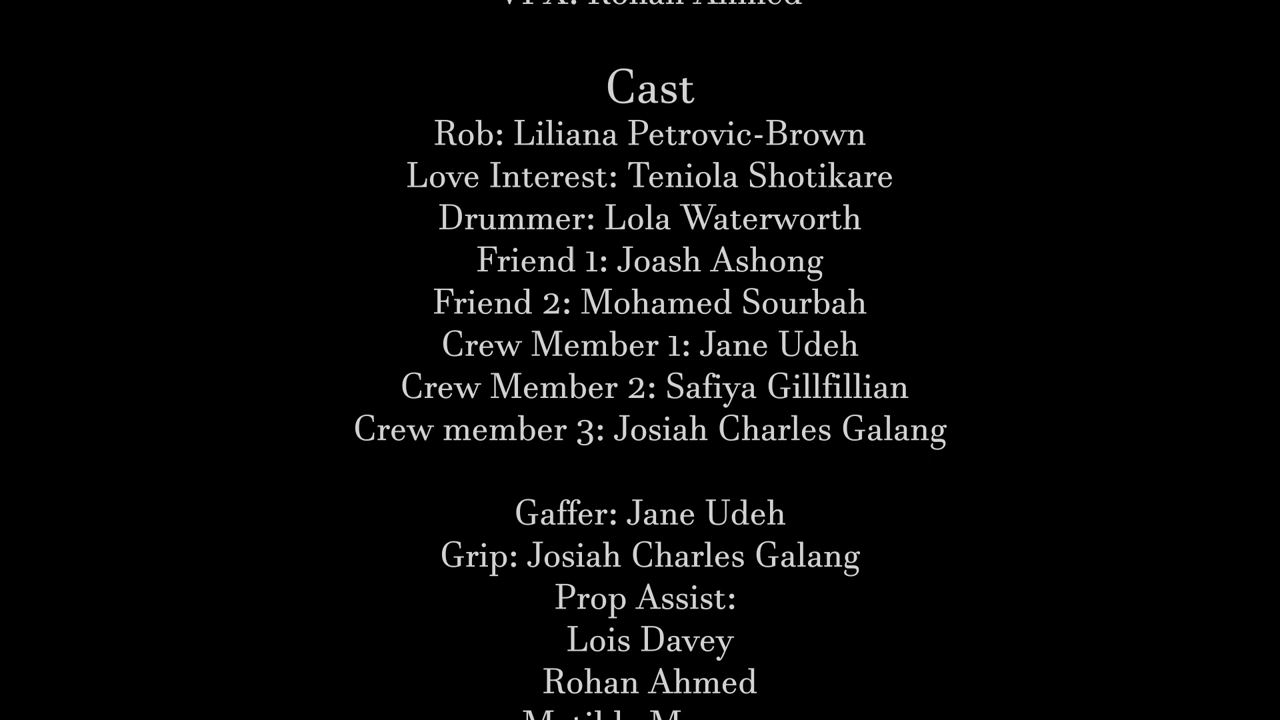 Rohan Ahmed
Cast
Rob: Liliana Petrovic-Brown
Love Interest: Teniola Shotikare
Drummer: Lola Waterworth
Friend 1: Joash Ashong
Friend 2: Mohamed Sourbah
Crew Member 1: Jane Udeh
Crew Member 2: Safiya Gillfillian
Crew member 3: Josiah Charles Galang
Gaffer: Jane Udeh
Grip: Josiah Charles Galang
Prop Assist:
Lois Davey
Rohan Ahmed